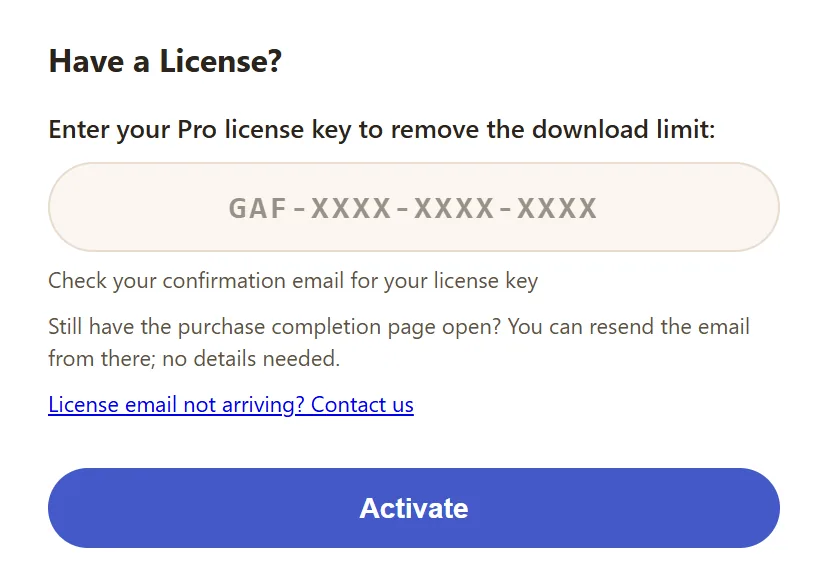 Have a License?
Enter your Pro license key to remove the download limit:
GAF-XXXX-XXXX-XXXX
Check your confirmation email for your license key
Still have the purchase completion page open? You can resend the email
from there; no details needed.
License email not arriving? Contact us
Activate